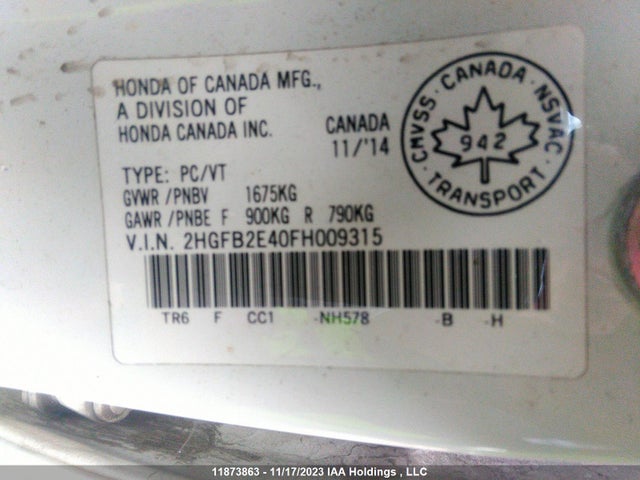 HONDA OF CANADA MFG.,
A DIVISION OF
HONDA CANADA INC.
CANADA
11/'14
TYPE: PC/VT
GVWR /PNBV 1675KG
GAWR /PNBE F 900KG R 790KG
V.I.N. 2HGFB2E40FH009315
TR6 F CC1 -NH578 -B -H
CMVSS · CANADA · NSVAC ·
942
TRANSPORT
11873863 - 11/17/2023 IAA Holdings , LLC